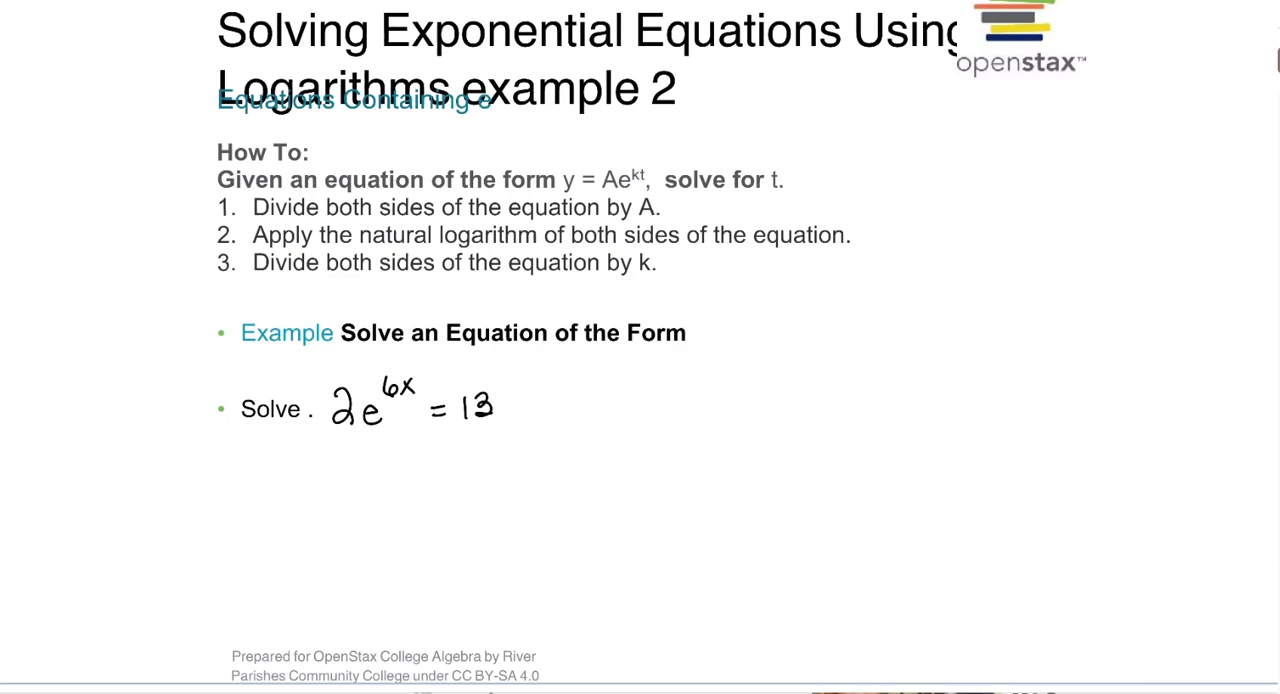 Solving Exponential Equations Using
Logarithms example 2
Equations Containing e
openstax™
How To:
Given an equation of the form y = Ae^kt, solve for t.
1. Divide both sides of the equation by A.
2. Apply the natural logarithm of both sides of the equation.
3. Divide both sides of the equation by k.
• Example Solve an Equation of the Form
• Solve . 2e^6x = 13
Prepared for OpenStax College Algebra by River
Parishes Community College under CC BY-SA 4.0